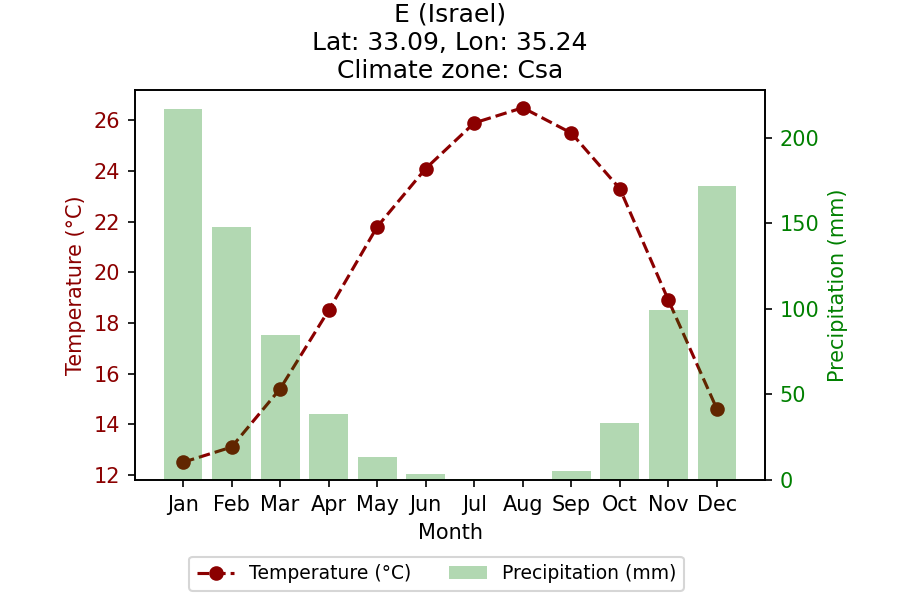 E (Israel)
Lat: 33.09, Lon: 35.24
Climate zone: Csa
26
24
22
20
18
16
14
12
Temperature (°C)
200
150
100
50
0
Precipitation (mm)
Jan Feb Mar Apr May Jun Jul Aug Sep Oct Nov Dec
Month
Temperature (°C) Precipitation (mm)